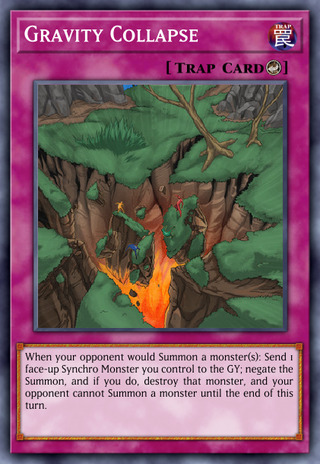 GRAVITY COLLAPSE
TRAP
罠
[ TRAP CARD ]
When your opponent would Summon a monster(s): Send 1
face-up Synchro Monster you control to the GY; negate the
Summon, and if you do, destroy that monster, and your
opponent cannot Summon a monster until the end of this
turn.